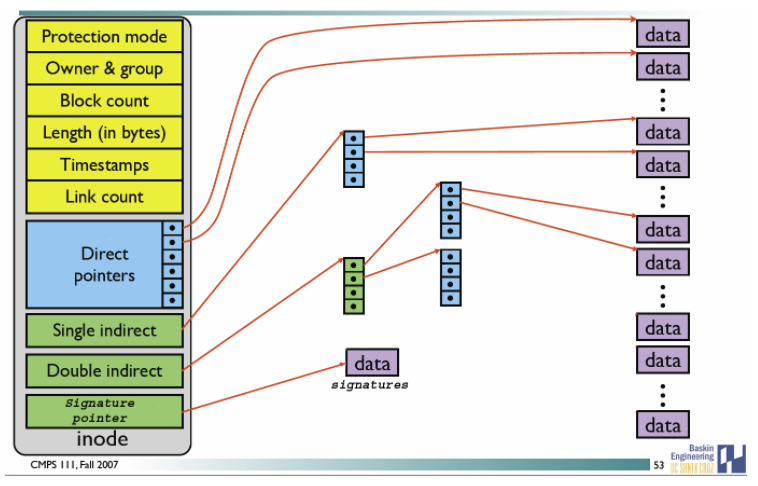 Protection mode
Owner & group
Block count
Length (in bytes)
Timestamps
Link count
Direct
pointers
Single indirect
Double indirect
Signature
pointer
inode
data
signatures
data
data
data
data
data
data
data
data
data
CMPS 111, Fall 2007
53
Baskin
Engineering
UC SANTA CRUZ